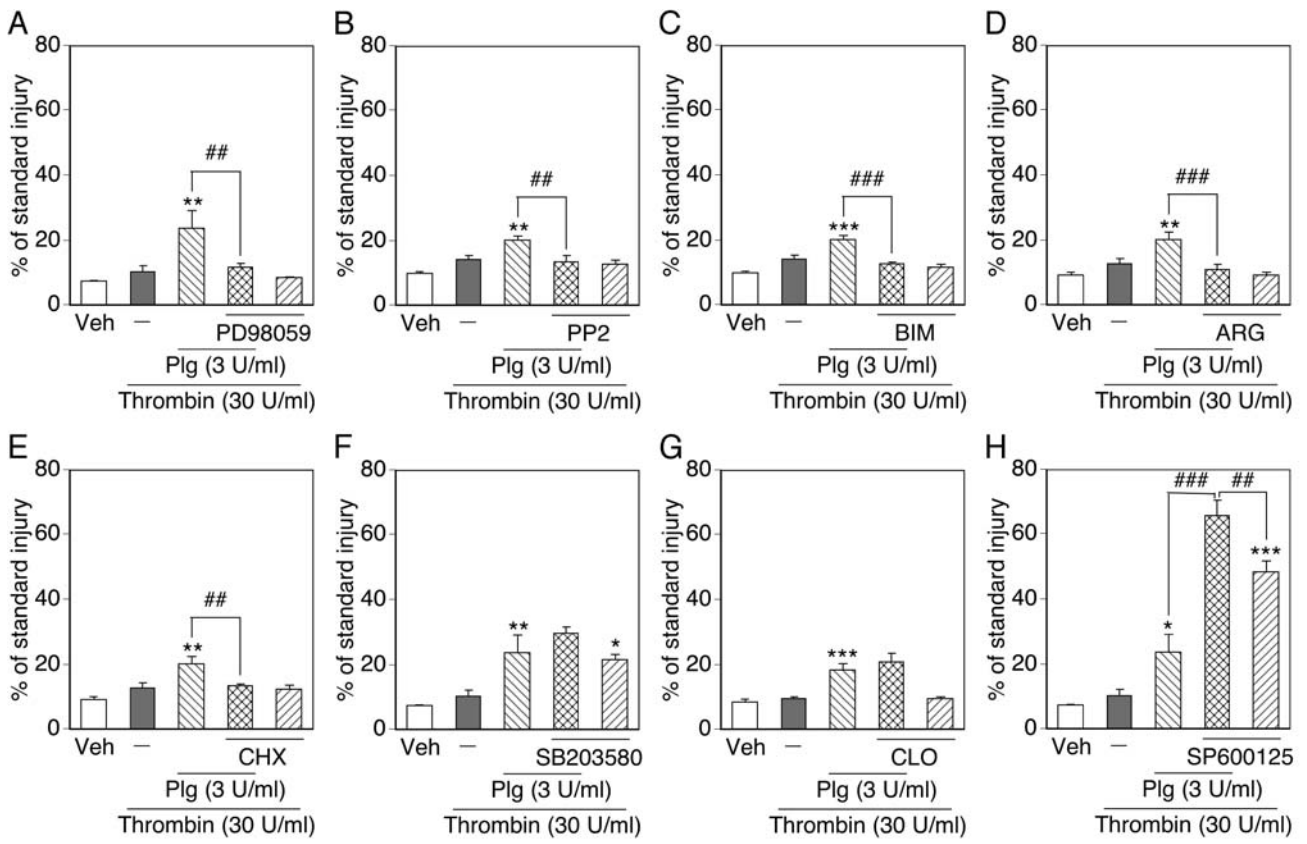 A
80
60
40
20
0
% of standard injury
##
**
Veh
—
PD98059
Plg (3 U/ml)
Thrombin (30 U/ml)
B
80
60
40
20
0
% of standard injury
##
**
Veh
—
PP2
Plg (3 U/ml)
Thrombin (30 U/ml)
C
80
60
40
20
0
% of standard injury
###
***
Veh
—
BIM
Plg (3 U/ml)
Thrombin (30 U/ml)
D
80
60
40
20
0
% of standard injury
###
**
Veh
—
ARG
Plg (3 U/ml)
Thrombin (30 U/ml)
E
80
60
40
20
0
% of standard injury
##
**
Veh
—
CHX
Plg (3 U/ml)
Thrombin (30 U/ml)
F
80
60
40
20
0
% of standard injury
**
*
Veh
—
SB203580
Plg (3 U/ml)
Thrombin (30 U/ml)
G
80
60
40
20
0
% of standard injury
***
Veh
—
CLO
Plg (3 U/ml)
Thrombin (30 U/ml)
H
80
60
40
20
0
% of standard injury
### ##
***
*
Veh
—
SP600125
Plg (3 U/ml)
Thrombin (30 U/ml)